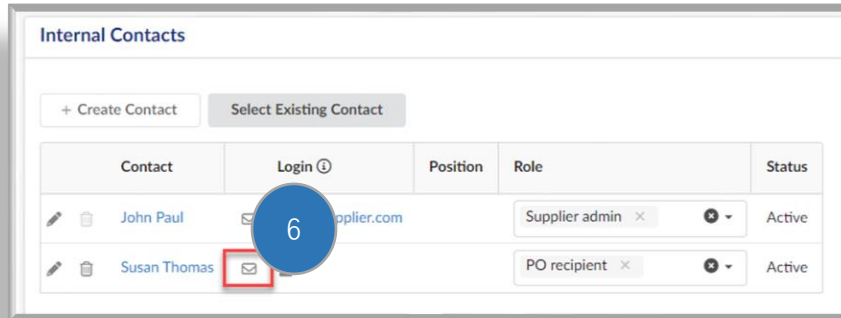 Internal Contacts
+ Create Contact Select Existing Contact
Contact Login Position Role Status
John Paul pplier.com Supplier admin × Active
6
Susan Thomas PO recipient × Active